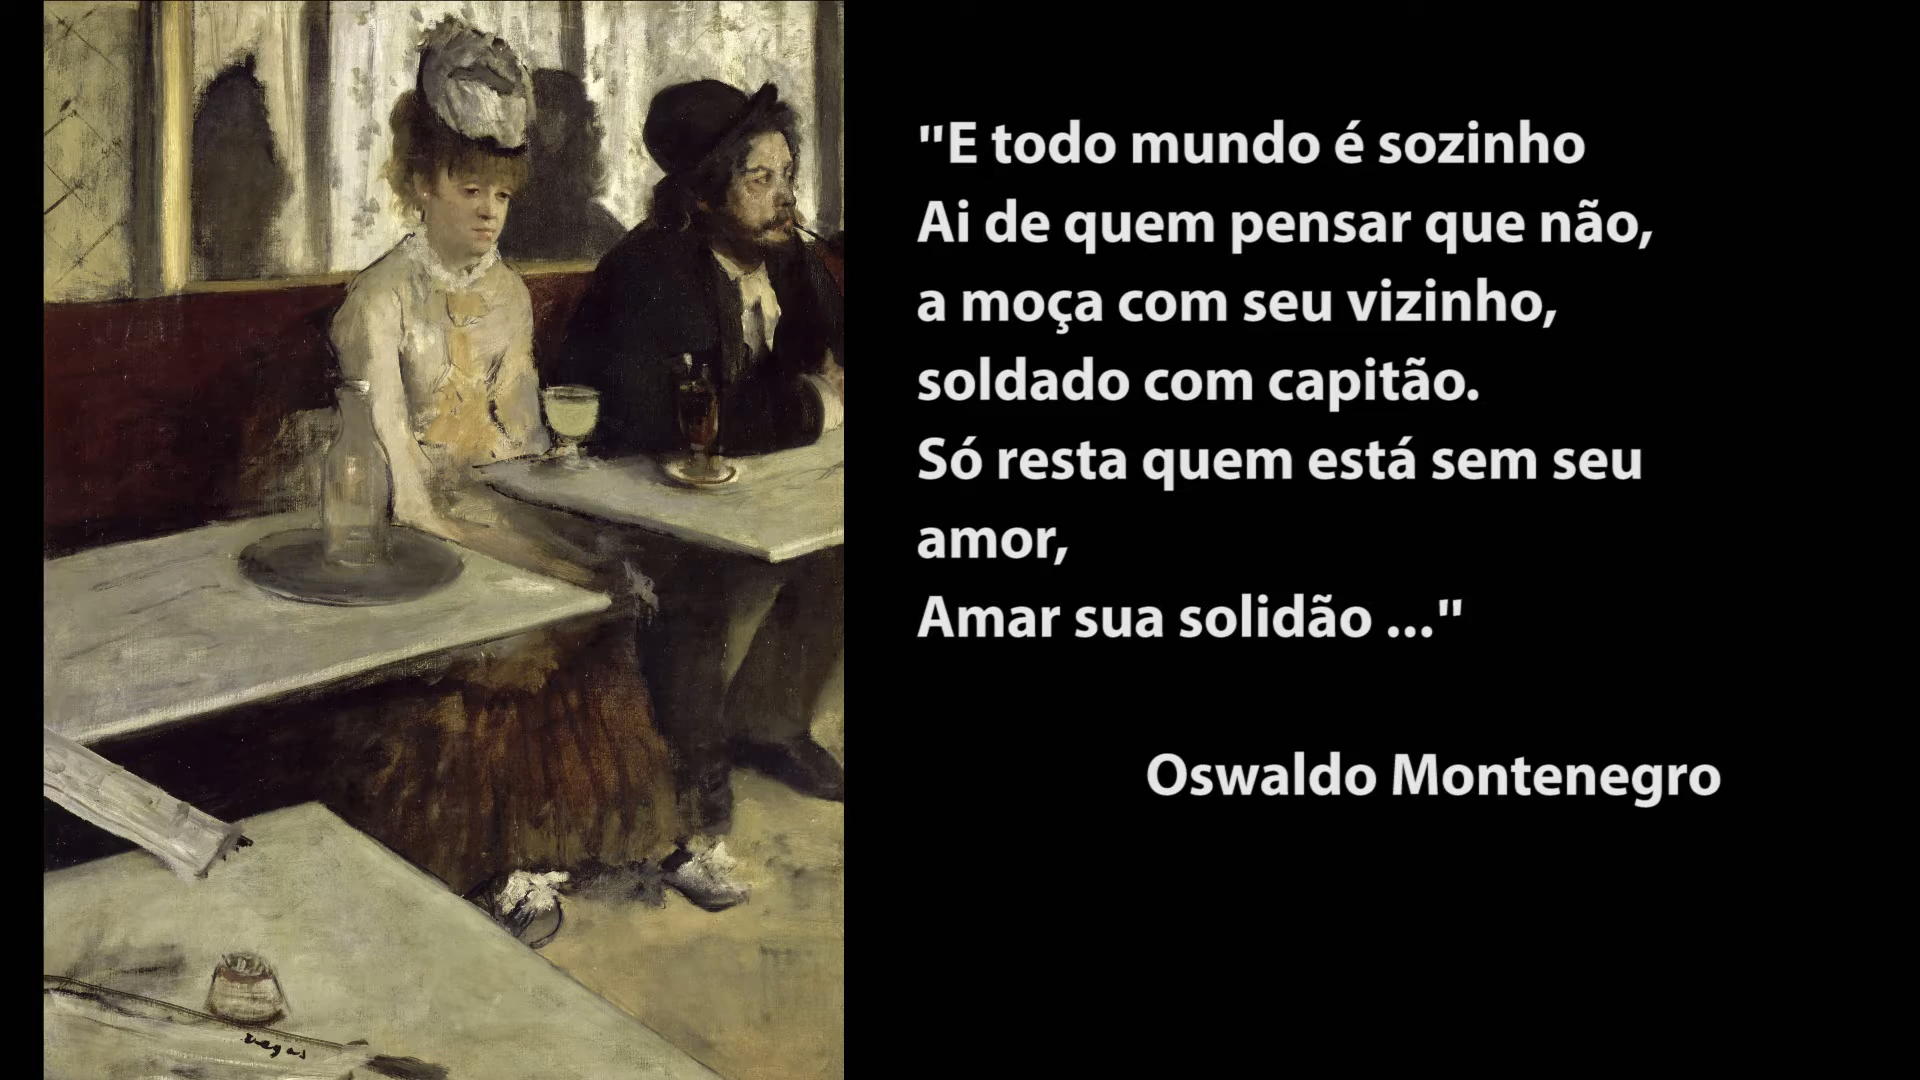 "E todo mundo é sozinho
Ai de quem pensar que não,
a moça com seu vizinho,
soldado com capitão.
Só resta quem está sem seu
amor,
Amar sua solidão ..."
Oswaldo Montenegro
Degas